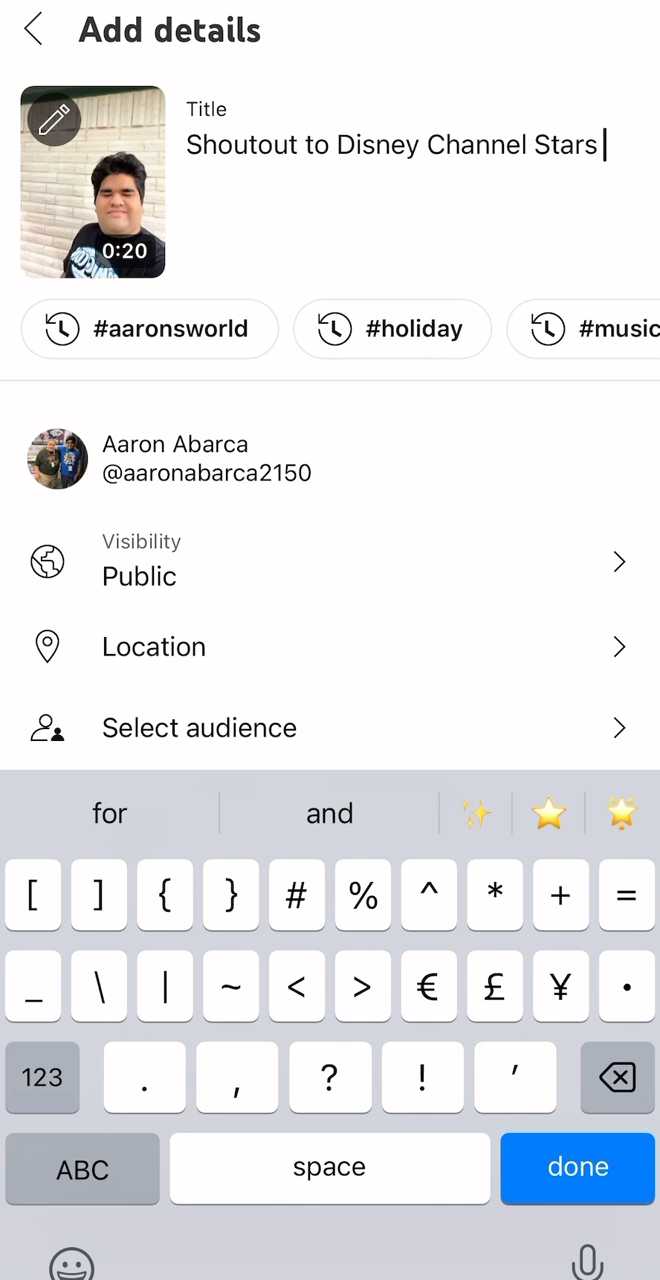 Add details
Title
Shoutout to Disney Channel Stars
0:20
#aaronsworld #holiday #music
Aaron Abarca
@aaronabarca2150
Visibility
Public
Location
Select audience
for and
[ ] { } # % ^ * + =
_ \ | ~ < > € £ ¥ •
123 . , ? ! ′
ABC space done